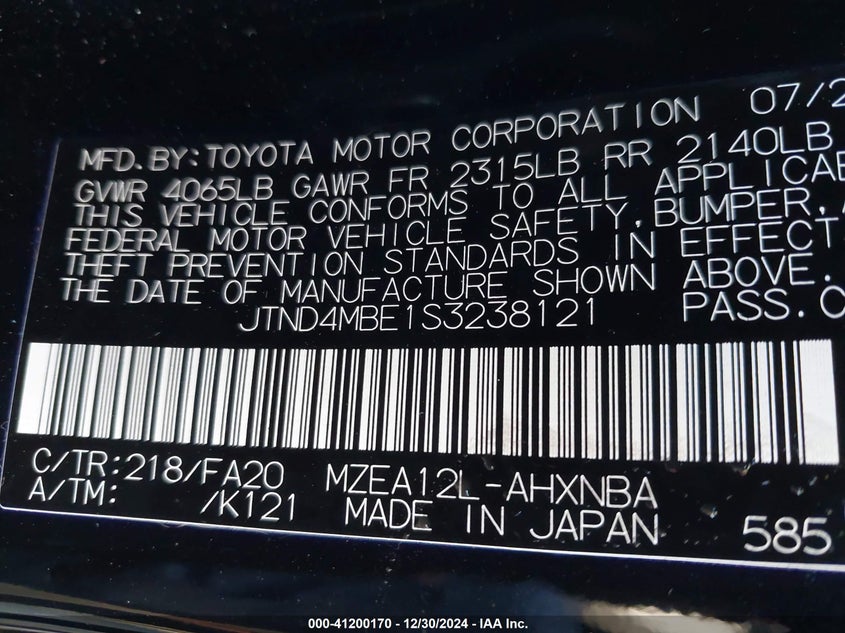 MFD.BY:TOYOTA MOTOR CORPORATION 07/2
GVWR 4065LB GAWR FR 2315LB RR 2140LB
THIS VEHICLE CONFORMS TO ALL APPLICAB
FEDERAL MOTOR VEHICLE SAFETY,BUMPER,A
THEFT PREVENTION STANDARDS IN EFFECT
THE DATE OF MANUFACTURE SHOWN ABOVE.
JTND4MBE1S3238121 PASS.C
C/TR:218/FA20 MZEA12L-AHXNBA
A/TM: /K121 MADE IN JAPAN 585
000-41200170 - 12/30/2024 - IAA Inc.